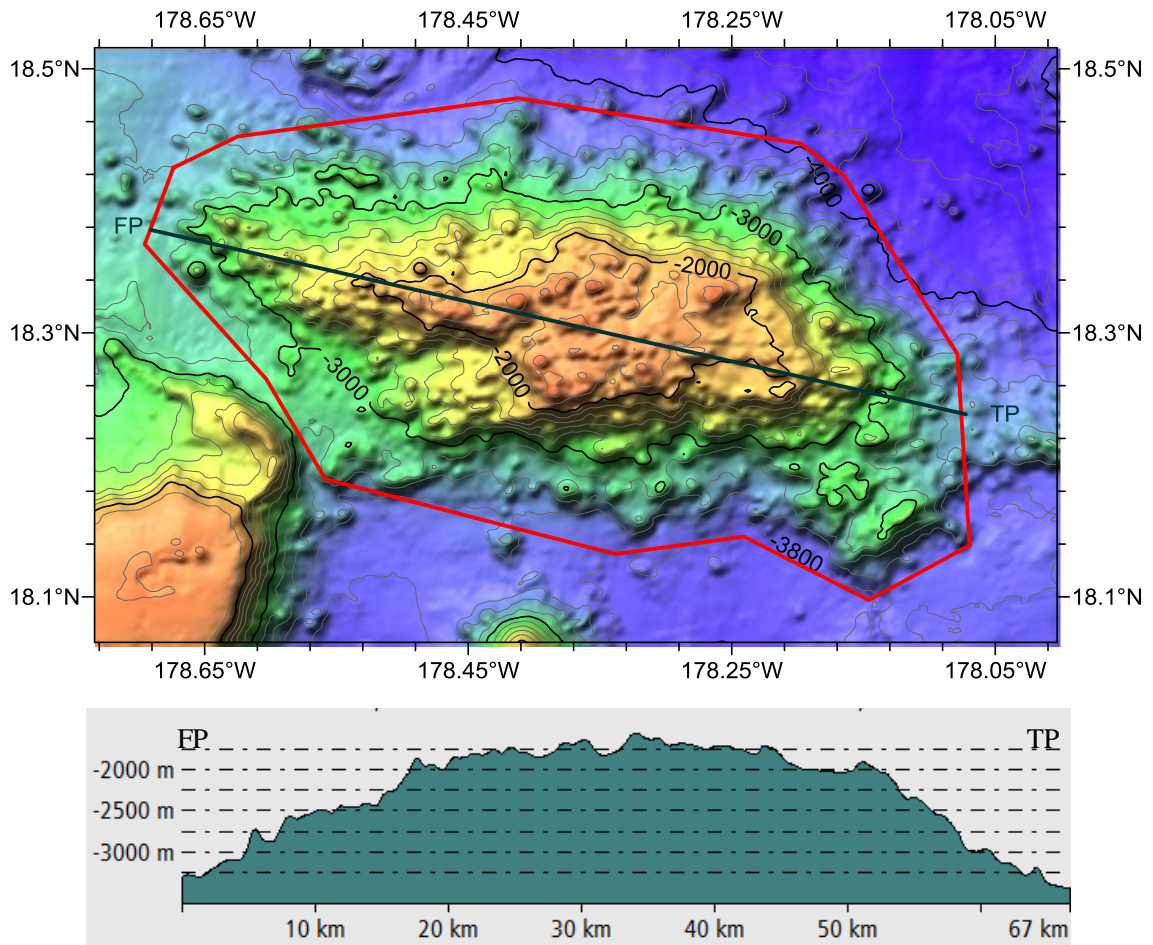 178.65°W 178.45°W 178.25°W 178.05°W
18.5°N 18.5°N
-4000
-3000
FP
-2000
18.3°N 18.3°N
-2000
-3000
TP
-3800
18.1°N 18.1°N
178.65°W 178.45°W 178.25°W 178.05°W
FP TP
-2000 m
-2500 m
-3000 m
10 km 20 km 30 km 40 km 50 km 67 km